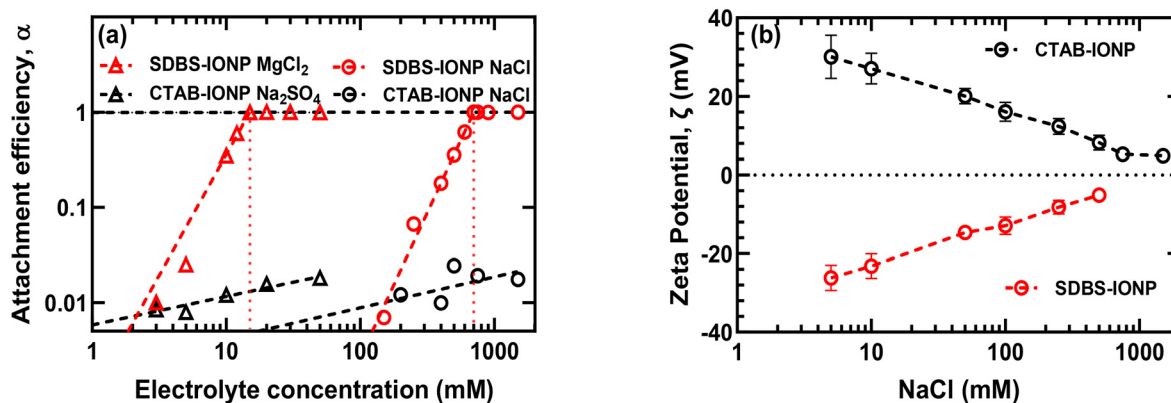 (a)
SDBS-IONP MgCl₂
SDBS-IONP NaCl
CTAB-IONP Na₂SO₄
CTAB-IONP NaCl
Attachment efficiency, α
1
0.1
0.01
1
10
100
1000
Electrolyte concentration (mM)
(b)
CTAB-IONP
Zeta Potential, ζ (mV)
40
20
0
-20
-40
SDBS-IONP
1
10
100
1000
NaCl (mM)